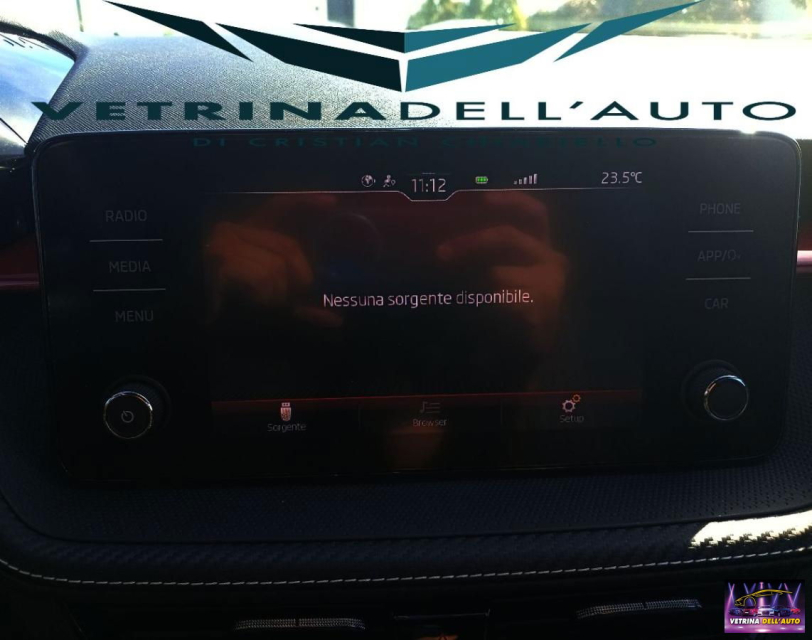 VETRINADELL'AUTO
11:12
23.5°C
RADIO
MEDIA
MENU
PHONE
CAR
Nessuna sorgente disponibile.
Sorgente
Browser
Setup
VETRINA DELL'AUTO